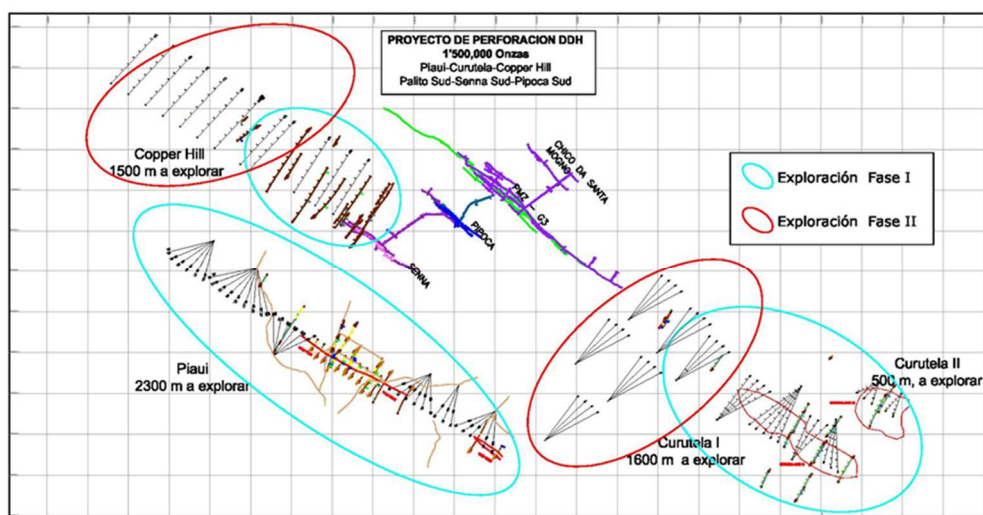 PROYECTO DE PERFORACION DDH
1'500,000 Onzas
Piaui-Curutela-Copper Hill
Palito Sud-Senna Sud-Pipoca Sud
Copper Hill
1500 m a explorar
CHICO DA SANTA
MOGNO
PMZ - G3
PIPOCA
SENNA
Exploración Fase I
Exploración Fase II
Piaui
2300 m a explorar
Curutela II
500 m, a explorar
Curutela I
1600 m a explorar